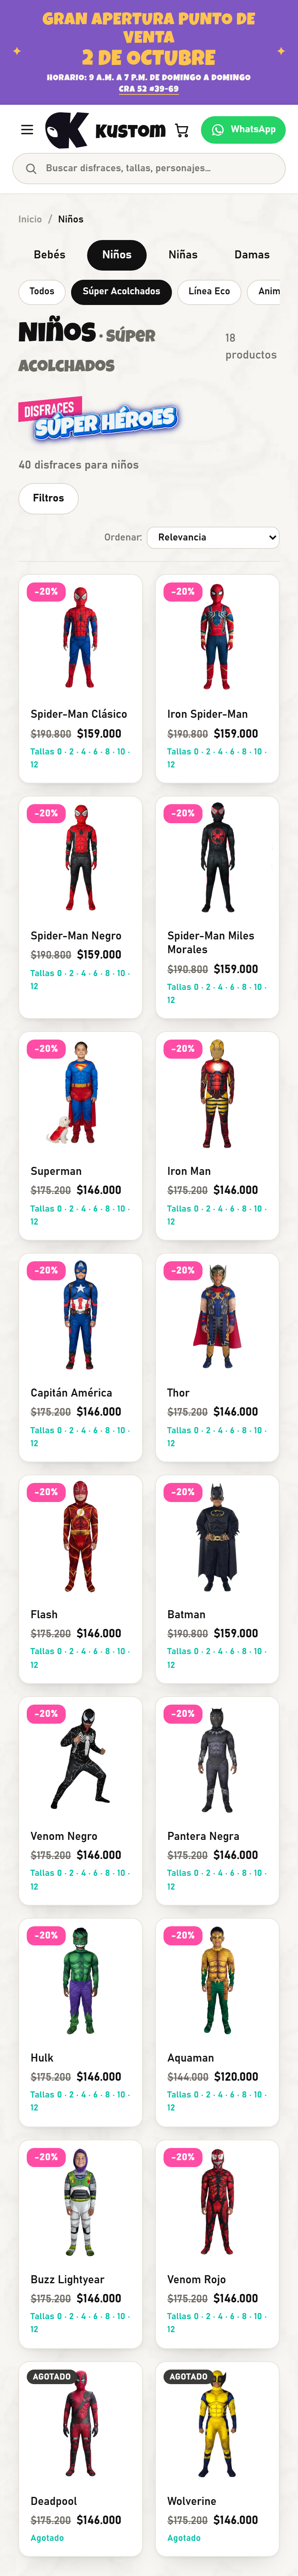 GRAN APERTURA PUNTO DE
VENTA
2 DE OCTUBRE
HORARIO: 9 A.M. A 7 P.M. DE DOMINGO A DOMINGO
CRA 52 #39-69
KUSTOM
WhatsApp
Buscar disfraces, tallas, personajes...
Inicio / Niños
Bebés Niños Niñas Damas
Todos Súper Acolchados Línea Eco Anim
NIÑOS · SÚPER
ACOLCHADOS
18
productos
DISFRACES
SÚPER HÉROES
40 disfraces para niños
Filtros
Ordenar: Relevancia
-20% -20%
Spider-Man Clásico Iron Spider-Man
$190.800 $159.000 $190.800 $159.000
Tallas 0 · 2 · 4 · 6 · 8 · 10 · Tallas 0 · 2 · 4 · 6 · 8 · 10 ·
12 12
-20% -20%
Spider-Man Negro Spider-Man Miles
Morales
$190.800 $159.000 $190.800 $159.000
Tallas 0 · 2 · 4 · 6 · 8 · 10 · Tallas 0 · 2 · 4 · 6 · 8 · 10 ·
12 12
-20% -20%
Superman Iron Man
$175.200 $146.000 $175.200 $146.000
Tallas 0 · 2 · 4 · 6 · 8 · 10 · Tallas 0 · 2 · 4 · 6 · 8 · 10 ·
12 12
-20% -20%
Capitán América Thor
$175.200 $146.000 $175.200 $146.000
Tallas 0 · 2 · 4 · 6 · 8 · 10 · Tallas 0 · 2 · 4 · 6 · 8 · 10 ·
12 12
-20% -20%
Flash Batman
$175.200 $146.000 $190.800 $159.000
Tallas 0 · 2 · 4 · 6 · 8 · 10 · Tallas 0 · 2 · 4 · 6 · 8 · 10 ·
12 12
-20% -20%
Venom Negro Pantera Negra
$175.200 $146.000 $175.200 $146.000
Tallas 0 · 2 · 4 · 6 · 8 · 10 · Tallas 0 · 2 · 4 · 6 · 8 · 10 ·
12 12
-20% -20%
Hulk Aquaman
$175.200 $146.000 $144.000 $120.000
Tallas 0 · 2 · 4 · 6 · 8 · 10 · Tallas 0 · 2 · 4 · 6 · 8 · 10 ·
12 12
-20% -20%
Buzz Lightyear Venom Rojo
$175.200 $146.000 $175.200 $146.000
Tallas 0 · 2 · 4 · 6 · 8 · 10 · Tallas 0 · 2 · 4 · 6 · 8 · 10 ·
12 12
AGOTADO AGOTADO
Deadpool Wolverine
$175.200 $146.000 $175.200 $146.000
Agotado Agotado